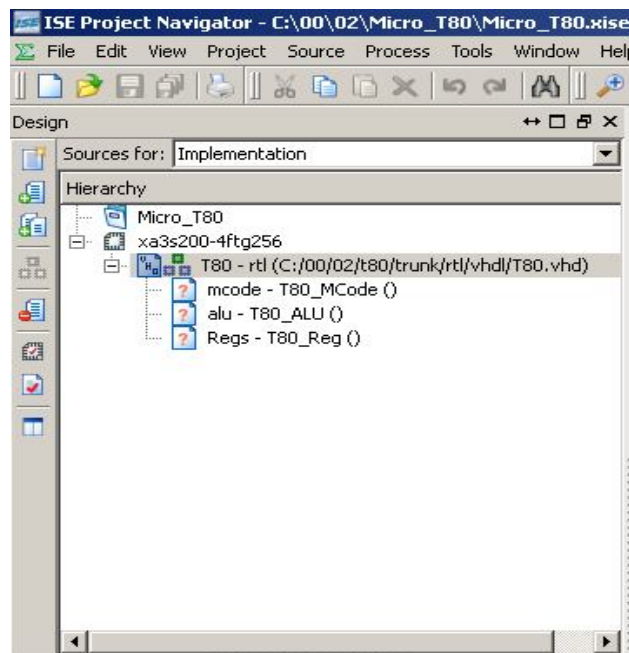 ISE Project Navigator - C:\00\02\Micro_T80\Micro_T80.xise
File Edit View Project Source Process Tools Window Help
Design
Sources for: Implementation
Hierarchy
Micro_T80
xa3s200-4ftg256
T80 - rtl (C:/00/02/t80/trunk/rtl/vhdl/T80.vhd)
mcode - T80_MCode ()
alu - T80_ALU ()
Regs - T80_Reg ()